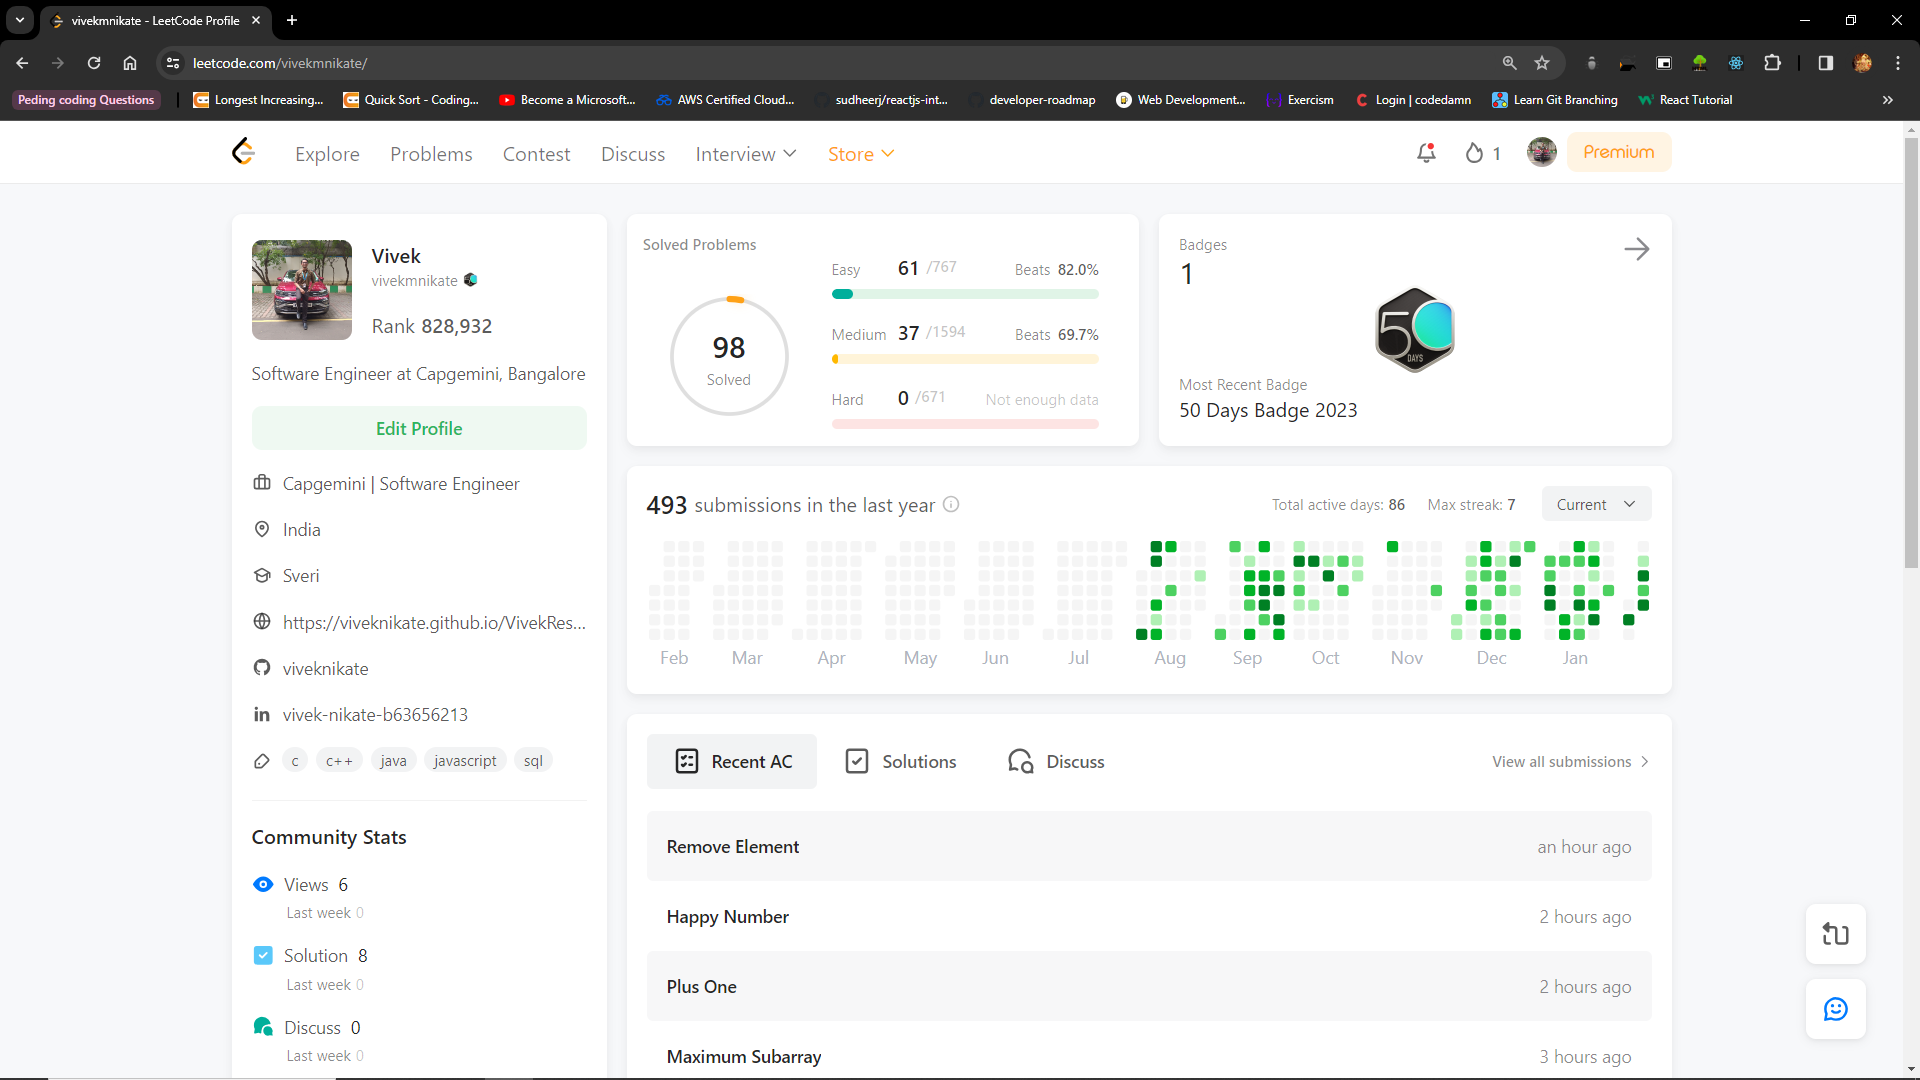 vivekmnikate - LeetCode Profile
leetcode.com/vivekmnikate/
Peding coding Questions
Longest Increasing...
Quick Sort - Coding...
Become a Microsoft...
AWS Certified Cloud...
sudheerj/reactjs-int...
developer-roadmap
Web Development...
Exercism
Login | codedamn
Learn Git Branching
React Tutorial
Explore
Problems
Contest
Discuss
Interview
Store
1
Premium
Vivek
vivekmnikate
Rank 828,932
Software Engineer at Capgemini, Bangalore
Edit Profile
Capgemini | Software Engineer
India
Sveri
https://viveknikate.github.io/VivekRes...
viveknikate
vivek-nikate-b63656213
c c++ java javascript sql
Community Stats
Views 6
Last week 0
Solution 8
Last week 0
Discuss 0
Last week 0
Solved Problems
98
Solved
Easy 61 /767 Beats 82.0%
Medium 37 /1594 Beats 69.7%
Hard 0 /671 Not enough data
Badges
1
50
DAYS
Most Recent Badge
50 Days Badge 2023
493 submissions in the last year
Total active days: 86
Max streak: 7
Current
Feb Mar Apr May Jun Jul Aug Sep Oct Nov Dec Jan
Recent AC
Solutions
Discuss
View all submissions
Remove Element an hour ago
Happy Number 2 hours ago
Plus One 2 hours ago
Maximum Subarray 3 hours ago